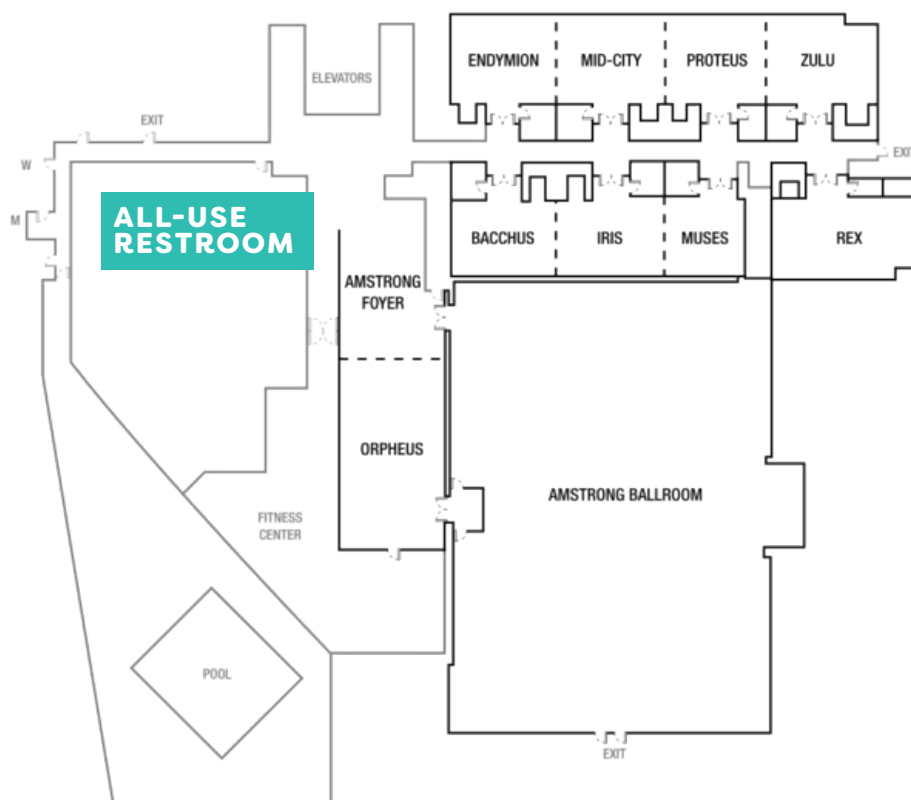 ENDYMION
MID-CITY
PROTEUS
ZULU
ELEVATORS
EXIT
EXIT
W
M
ALL-USE
RESTROOM
BACCHUS
IRIS
MUSES
REX
AMSTRONG
FOYER
ORPHEUS
AMSTRONG BALLROOM
FITNESS
CENTER
POOL
EXIT